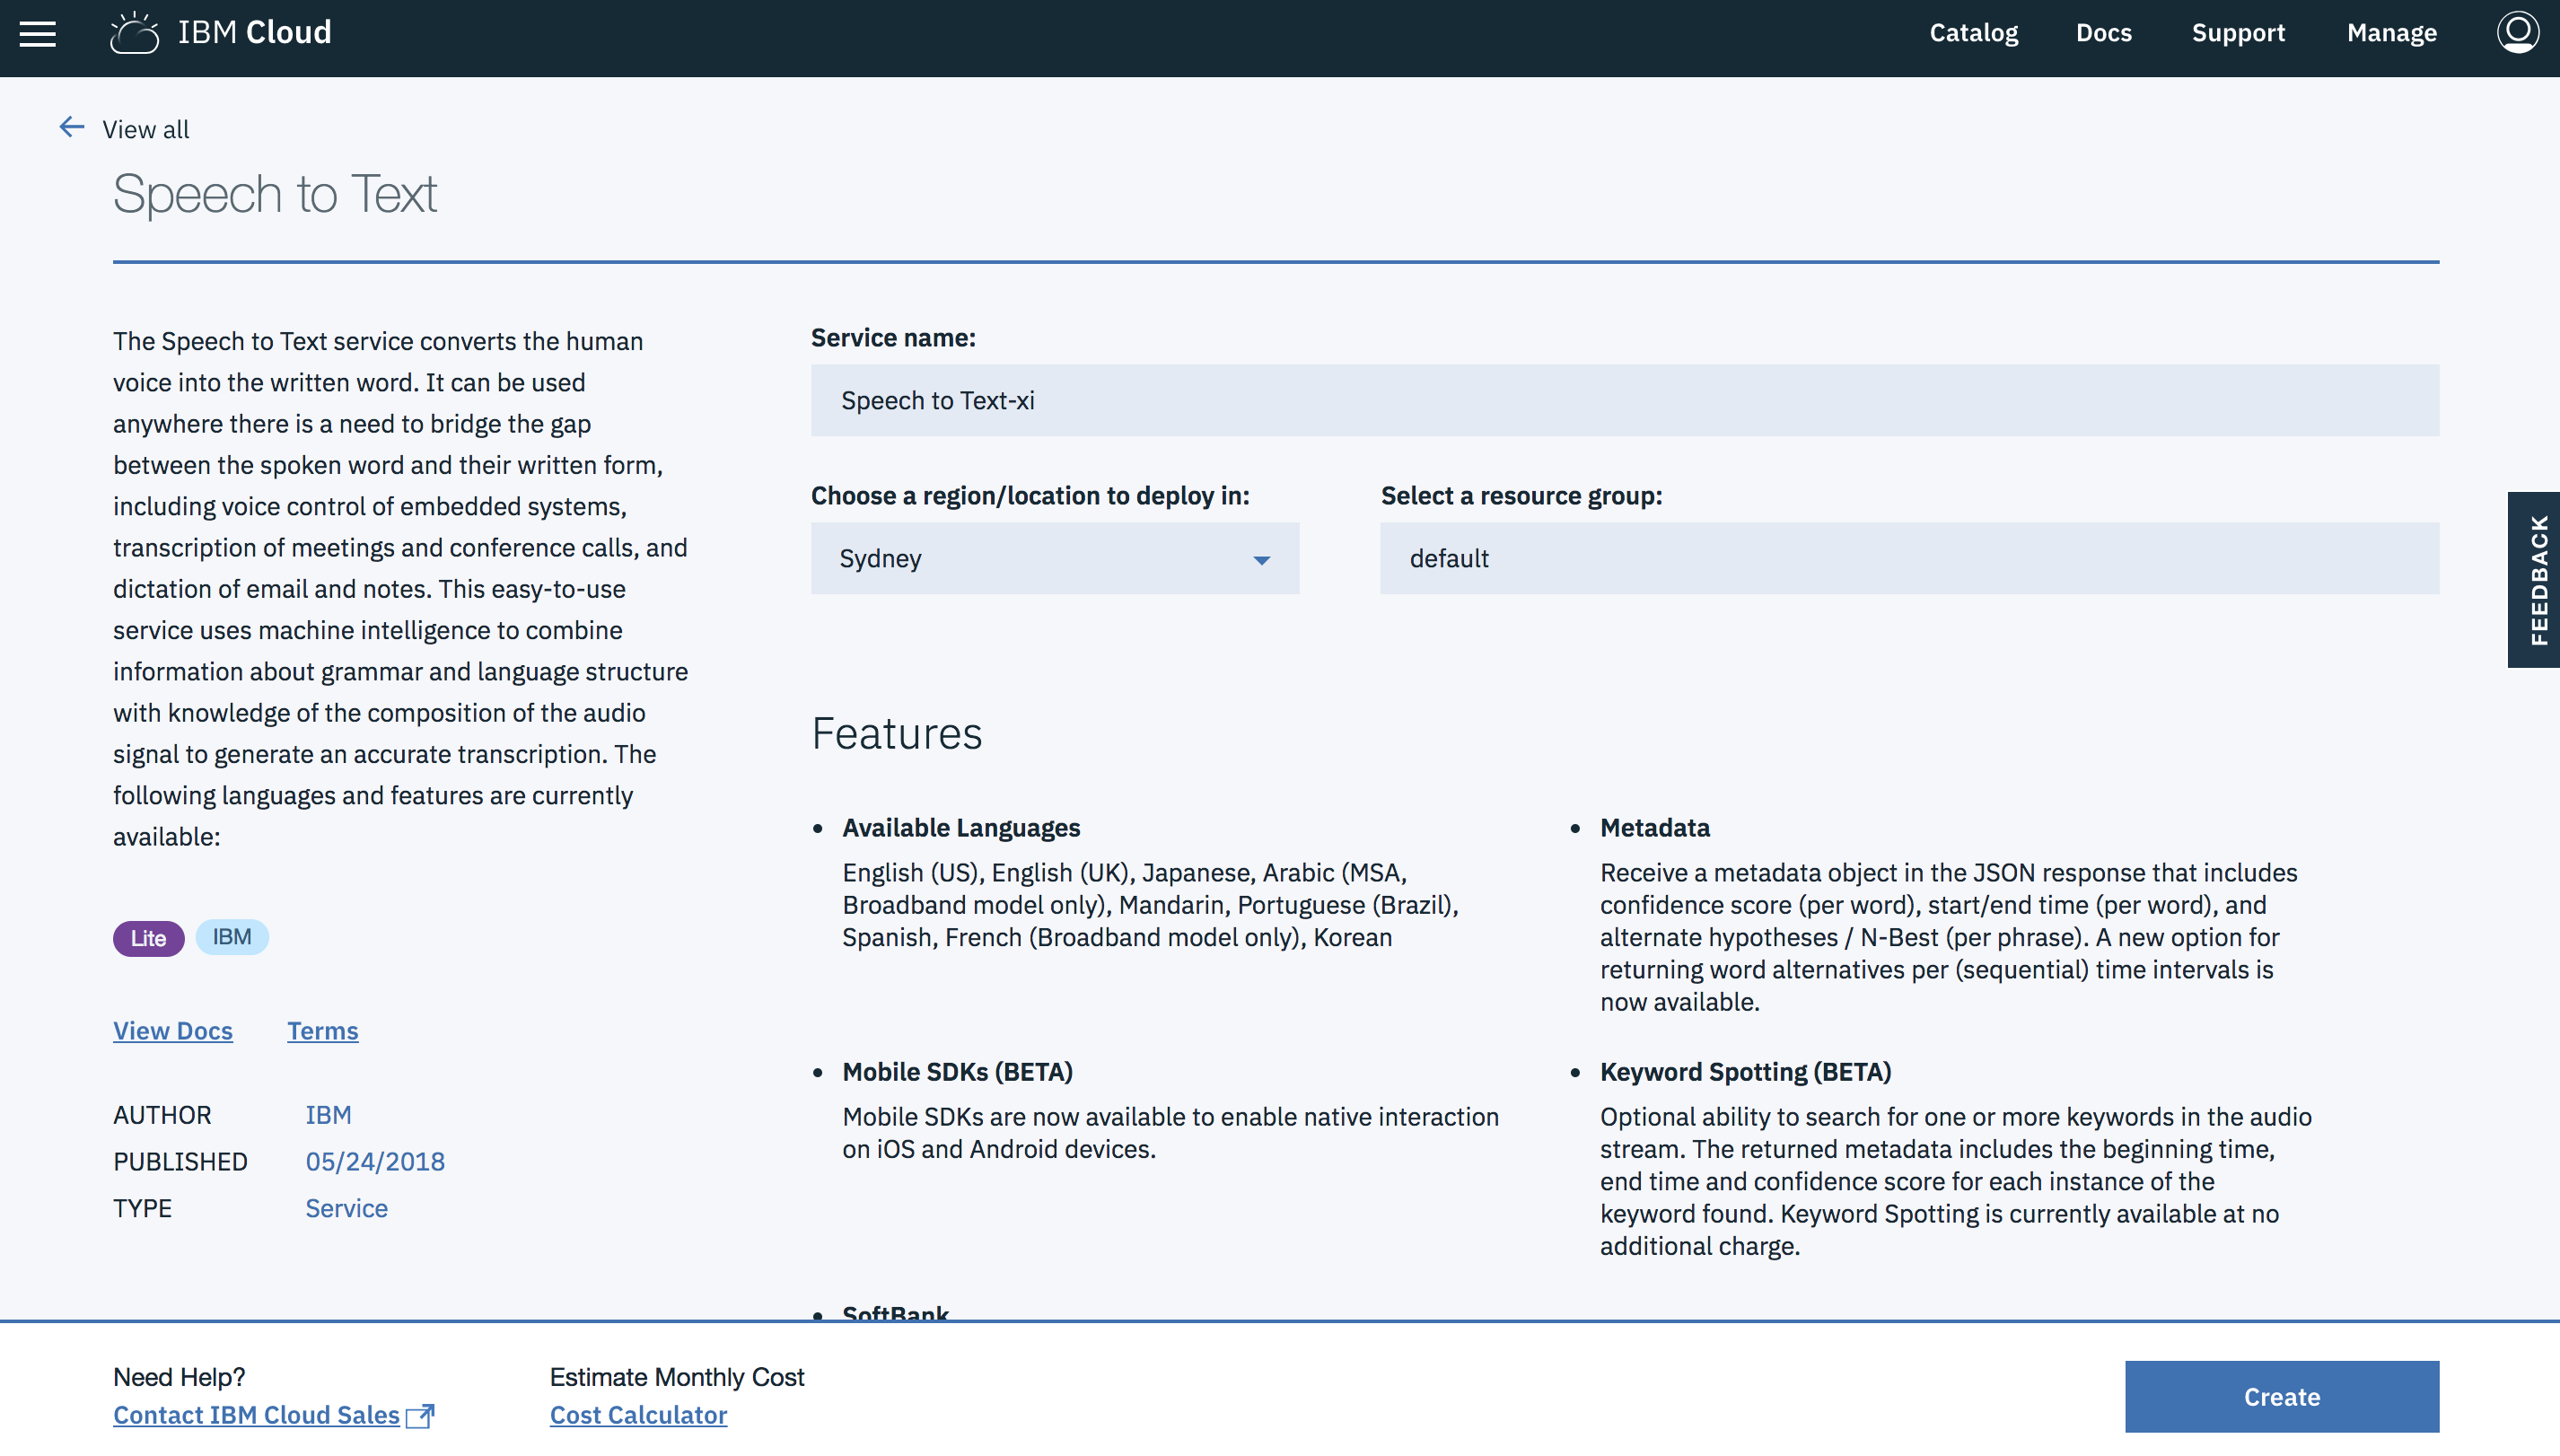 IBM Cloud
Catalog Docs Support Manage
View all
Speech to Text
The Speech to Text service converts the human
voice into the written word. It can be used
anywhere there is a need to bridge the gap
between the spoken word and their written form,
including voice control of embedded systems,
transcription of meetings and conference calls, and
dictation of email and notes. This easy-to-use
service uses machine intelligence to combine
information about grammar and language structure
with knowledge of the composition of the audio
signal to generate an accurate transcription. The
following languages and features are currently
available:
Lite IBM
View Docs Terms
AUTHOR IBM
PUBLISHED 05/24/2018
TYPE Service
Service name:
Speech to Text-xi
Choose a region/location to deploy in:
Sydney
Select a resource group:
default
Features
• Available Languages
English (US), English (UK), Japanese, Arabic (MSA,
Broadband model only), Mandarin, Portuguese (Brazil),
Spanish, French (Broadband model only), Korean
• Metadata
Receive a metadata object in the JSON response that includes
confidence score (per word), start/end time (per word), and
alternate hypotheses / N-Best (per phrase). A new option for
returning word alternatives per (sequential) time intervals is
now available.
• Mobile SDKs (BETA)
Mobile SDKs are now available to enable native interaction
on iOS and Android devices.
• Keyword Spotting (BETA)
Optional ability to search for one or more keywords in the audio
stream. The returned metadata includes the beginning time,
end time and confidence score for each instance of the
keyword found. Keyword Spotting is currently available at no
additional charge.
• SoftBank
FEEDBACK
Need Help?
Contact IBM Cloud Sales
Estimate Monthly Cost
Cost Calculator
Create